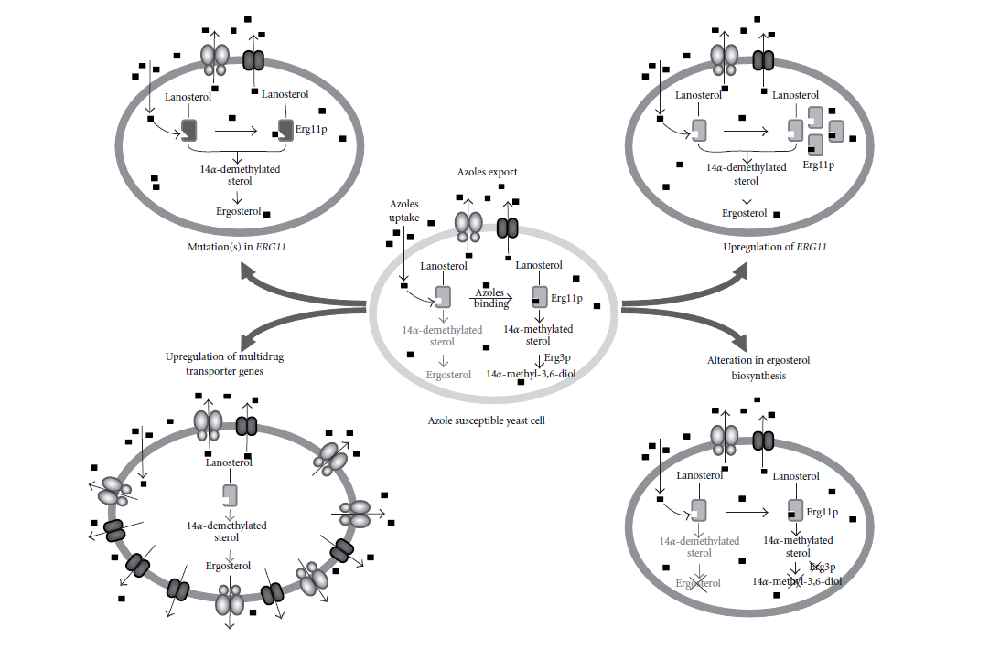 Lanosterol
Lanosterol
Erg11p
14α-demethylated
sterol
Ergosterol
Mutation(s) in ERG11
Lanosterol
Lanosterol
Erg11p
14α-demethylated
sterol
Ergosterol
Upregulation of ERG11
Azoles export
Azoles
uptake
Lanosterol
Lanosterol
Azoles
binding
Erg11p
14α-demethylated
sterol
Ergosterol
14α-methylated
sterol
Erg3p
14α-methyl-3,6-diol
Azole susceptible yeast cell
Upregulation of multidrug
transporter genes
Lanosterol
14α-demethylated
sterol
Ergosterol
Alteration in ergosterol
biosynthesis
Lanosterol
Lanosterol
Erg11p
14α-demethylated
sterol
Ergosterol
14α-methylated
sterol
Erg3p
14α-methyl-3,6-diol